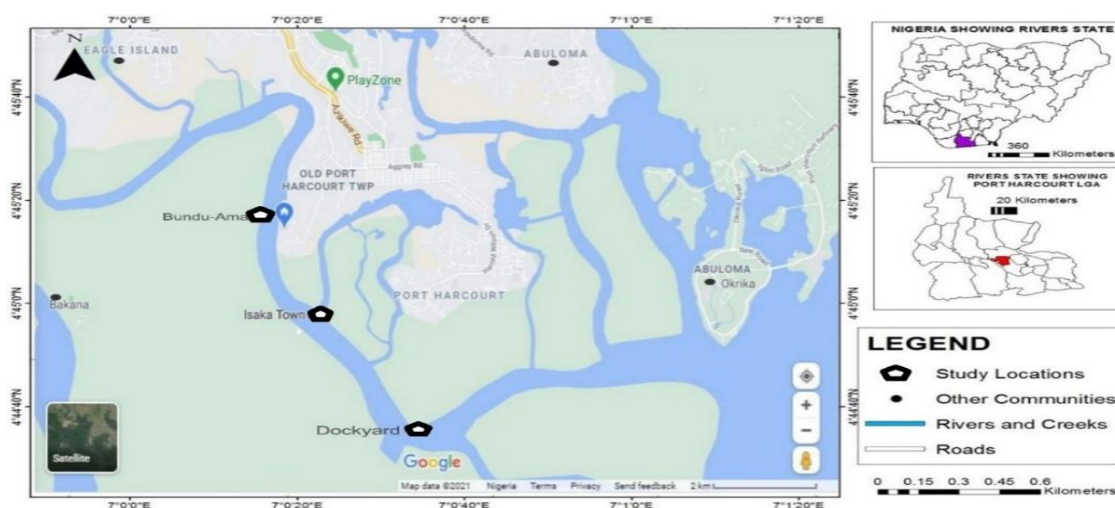 7°0'0"E 7°0'20"E 7°0'40"E 7°1'0"E 7°1'20"E
N
EAGLE ISLAND
ABULOMA
PlayZone
4°45'40"N
4°45'40"N
Azikiwe Rd
Aggrey Rd
OLD PORT
HARCOURT TWP
4°45'20"N
4°45'20"N
Bundu-Ama
Okrika Road
ABULOMA
Okrika
PORT HARCOURT
Bakana
4°45'0"N
4°45'0"N
Isaka Town
4°44'40"N
4°44'40"N
Dockyard
Satellite
Google
Map data ©2021 Nigeria Terms Privacy Send feedback 2 km
7°0'0"E 7°0'20"E 7°0'40"E 7°1'0"E 7°1'20"E
NIGERIA SHOWING RIVERS STATE
360
Kilometers
RIVERS STATE SHOWING
PORT HARCOURT LGA
20 Kilometers
LEGEND
Study Locations
Other Communities
Rivers and Creeks
Roads
0 0.15 0.3 0.45 0.6
Kilometers